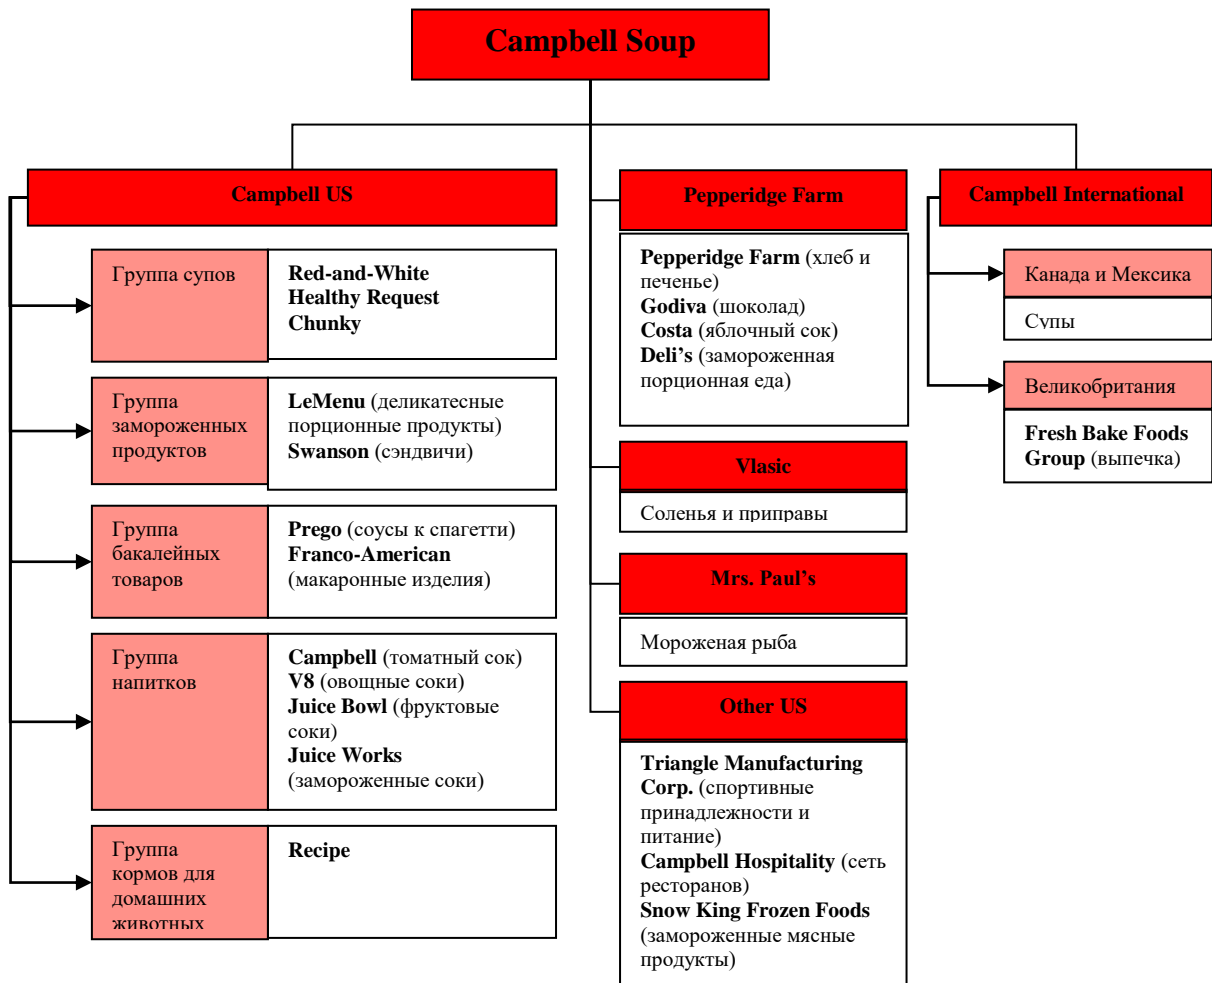 Campbell Soup
Campbell US
Группа супов
Red-and-White
Healthy Request
Chunky
Группа
замороженных
продуктов
LeMenu (деликатесные
порционные продукты)
Swanson (сэндвичи)
Группа
бакалейных
товаров
Prego (соусы к спагетти)
Franco-American
(макаронные изделия)
Группа
напитков
Campbell (томатный сок)
V8 (овощные соки)
Juice Bowl (фруктовые
соки)
Juice Works
(замороженные соки)
Группа
кормов для
домашних
животных
Recipe
Pepperidge Farm
Pepperidge Farm (хлеб и
печенье)
Godiva (шоколад)
Costa (яблочный сок)
Deli’s (замороженная
порционная еда)
Vlasic
Соленья и приправы
Mrs. Paul’s
Мороженая рыба
Other US
Triangle Manufacturing
Corp. (спортивные
принадлежности и
питание)
Campbell Hospitality (сеть
ресторанов)
Snow King Frozen Foods
(замороженные мясные
продукты)
Campbell International
Канада и Мексика
Супы
Великобритания
Fresh Bake Foods
Group (выпечка)